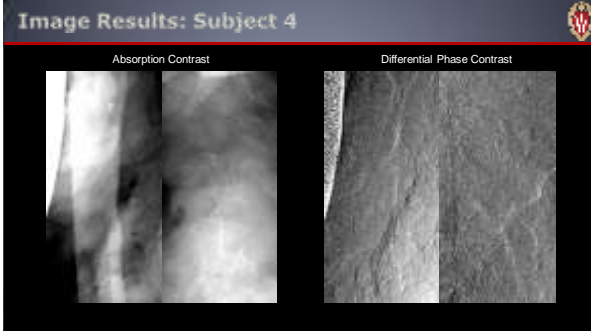 Image Results: Subject 4
Absorption Contrast
Differential Phase Contrast
W